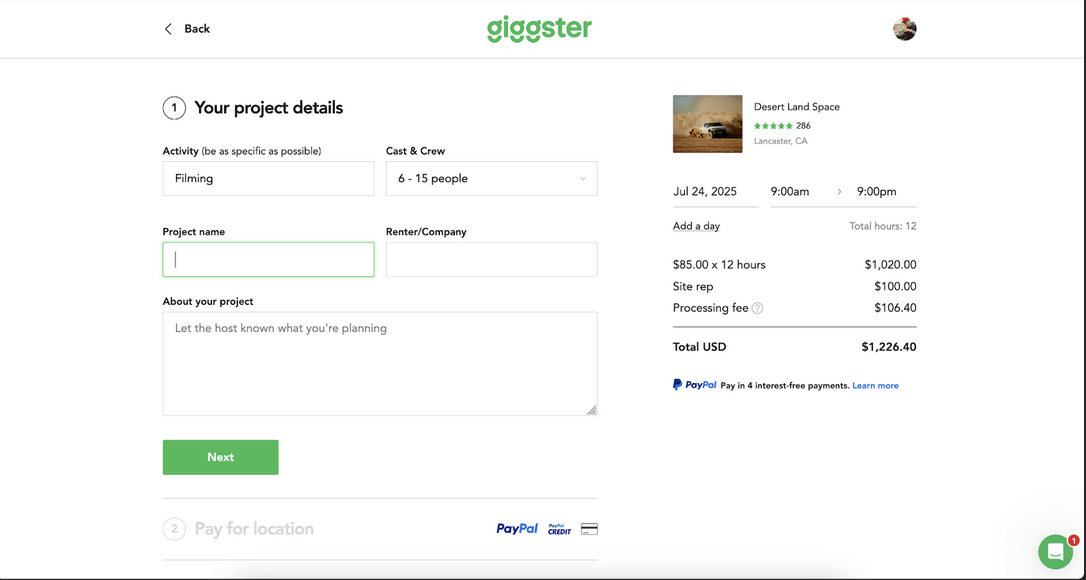 Back
giggster
1 Your project details
Activity (be as specific as possible)
Filming
Cast & Crew
6 - 15 people
Project name
Renter/Company
About your project
Let the host known what you're planning
Next
2 Pay for location
PayPal PayPal CREDIT
Desert Land Space
286
Lancaster, CA
Jul 24, 2025 9:00am > 9:00pm
Add a day Total hours: 12
$85.00 x 12 hours $1,020.00
Site rep $100.00
Processing fee ? $106.40
Total USD $1,226.40
PayPal Pay in 4 interest-free payments. Learn more
1